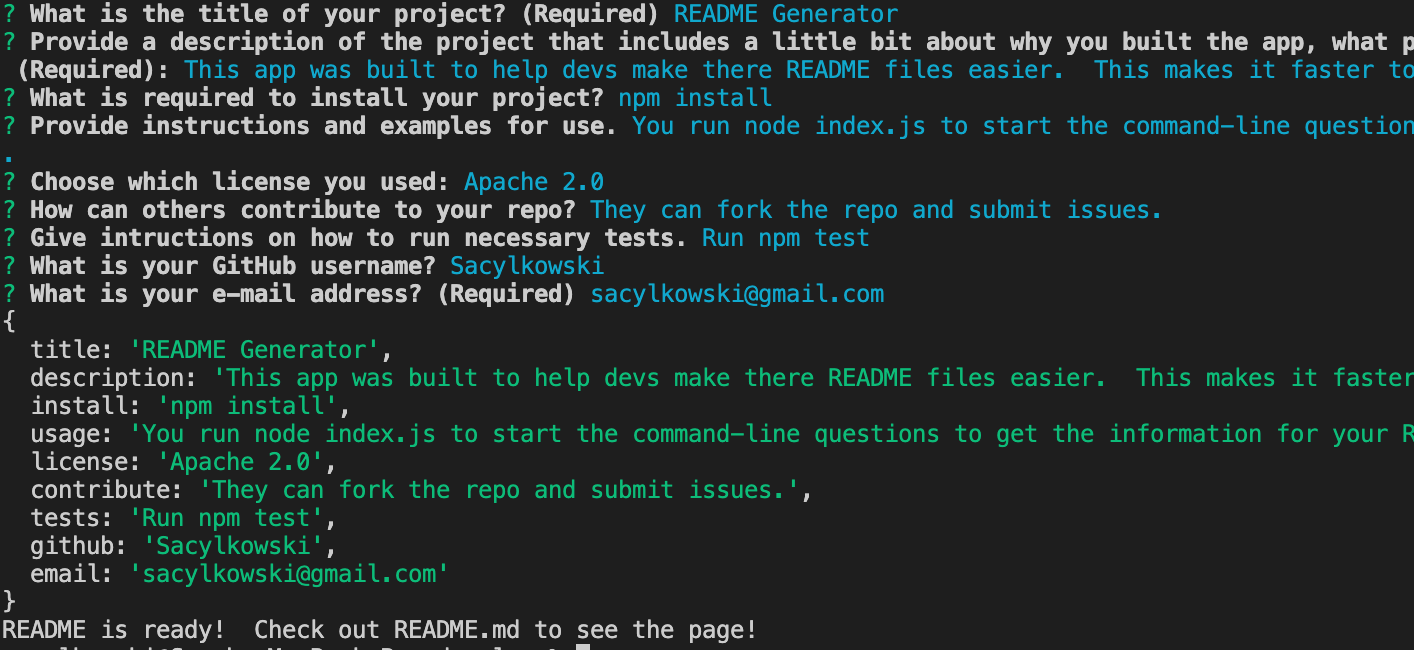 ? What is the title of your project? (Required) README Generator
? Provide a description of the project that includes a little bit about why you built the app, what
(Required): This app was built to help devs make there README files easier.  This makes it faster to
? What is required to install your project? npm install
? Provide instructions and examples for use. You run node index.js to start the command-line question
.
? Choose which license you used: Apache 2.0
? How can others contribute to your repo? They can fork the repo and submit issues.
? Give intructions on how to run necessary tests. Run npm test
? What is your GitHub username? Sacylkowski
? What is your e-mail address? (Required) sacylkowski@gmail.com
{
title: 'README Generator',
description: 'This app was built to help devs make there README files easier.  This makes it faster
install: 'npm install',
usage: 'You run node index.js to start the command-line questions to get the information for your
license: 'Apache 2.0',
contribute: 'They can fork the repo and submit issues.',
tests: 'Run npm test',
github: 'Sacylkowski',
email: 'sacylkowski@gmail.com'
}
README is ready!  Check out README.md to see the page!